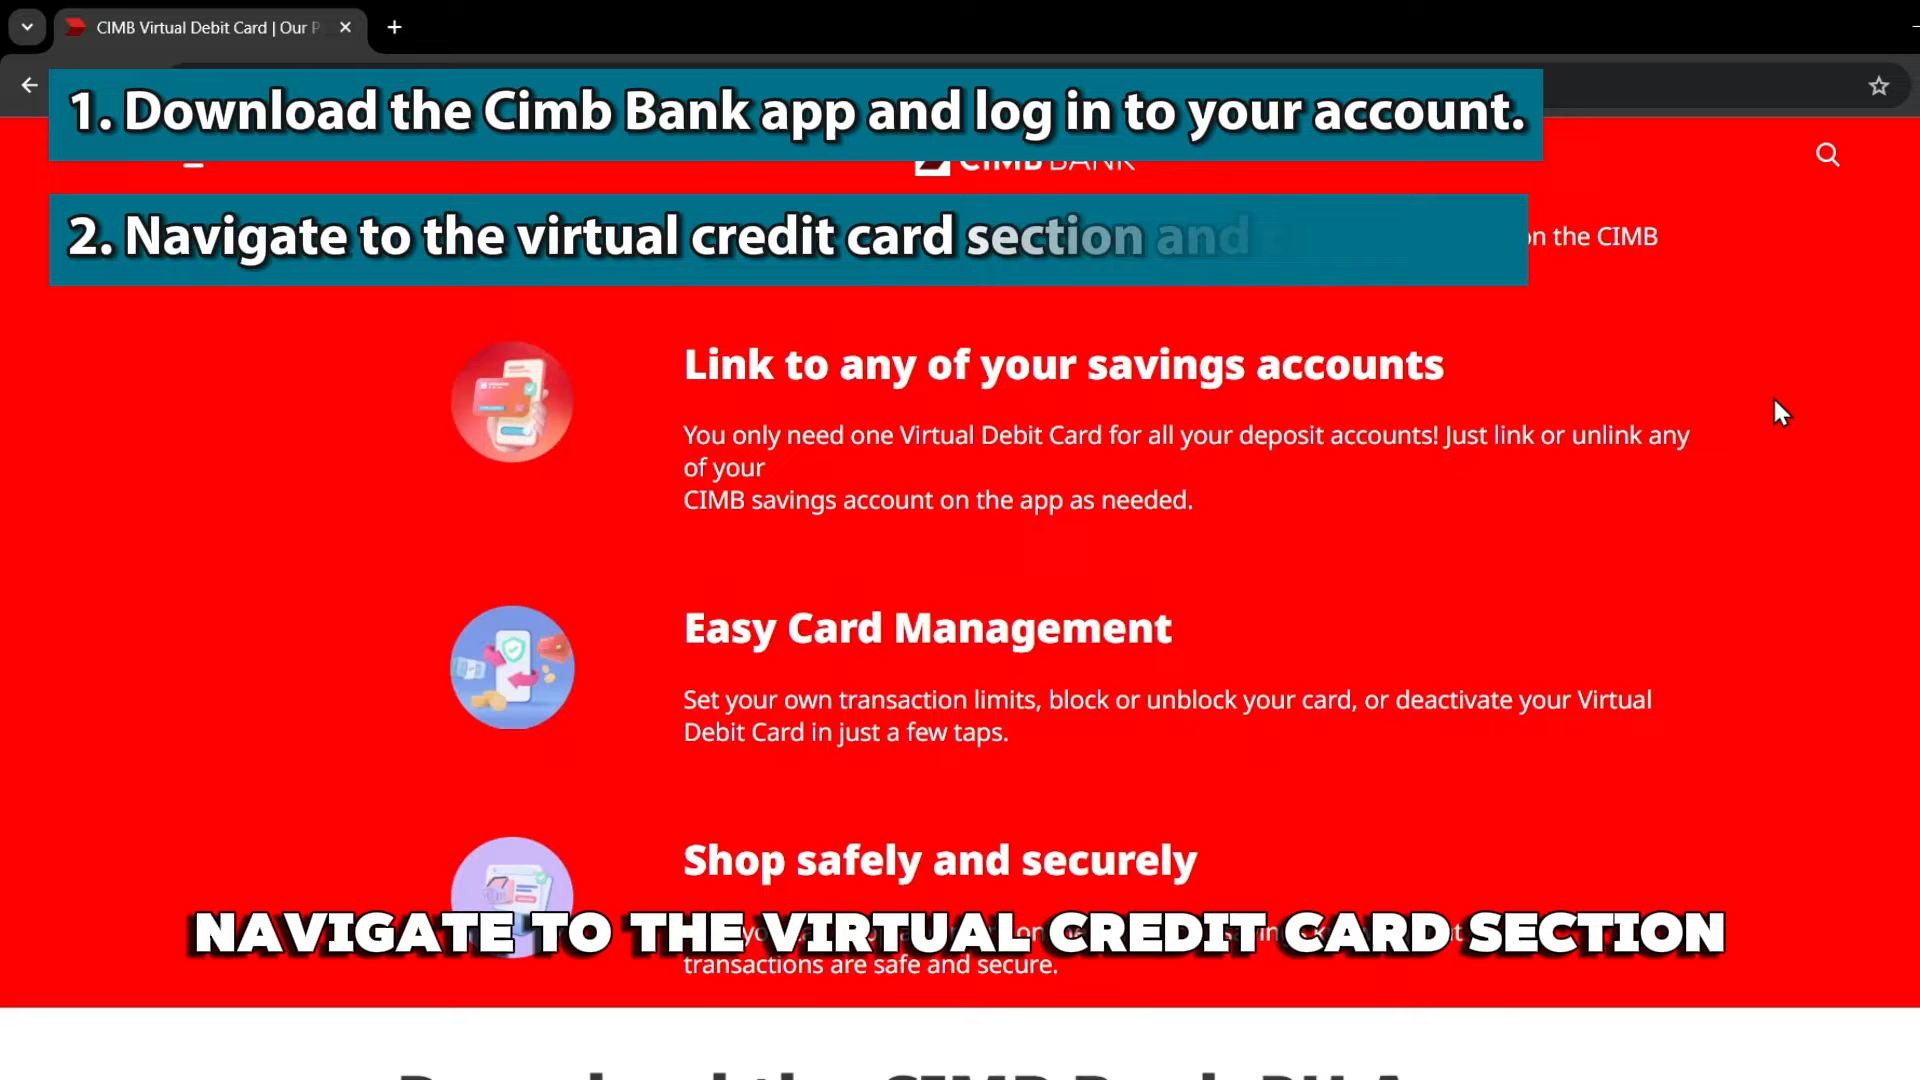 CIMB Virtual Debit Card | Our P
1. Download the Cimb Bank app and log in to your account.
CIMB BANK
2. Navigate to the virtual credit card section and
on the CIMB
Link to any of your savings accounts
You only need one Virtual Debit Card for all your deposit accounts! Just link or unlink any
of your
CIMB savings account on the app as needed.
Easy Card Management
Set your own transaction limits, block or unblock your card, or deactivate your Virtual
Debit Card in just a few taps.
Shop safely and securely
NAVIGATE TO THE VIRTUAL CREDIT CARD SECTION
transactions are safe and secure.